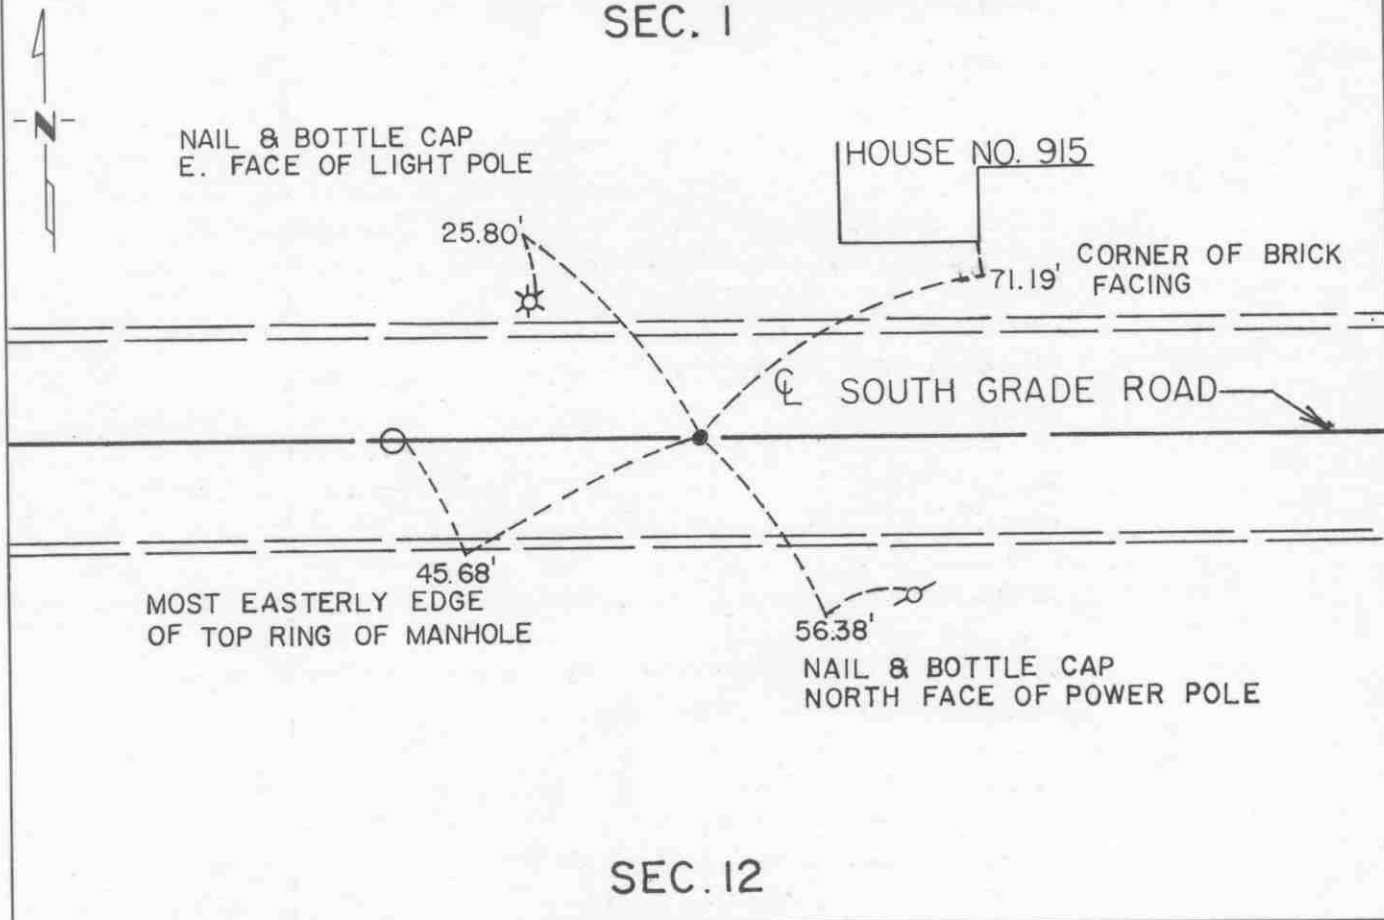 SEC. 1
N
NAIL & BOTTLE CAP
E. FACE OF LIGHT POLE
HOUSE NO. 915
25.80'
71.19'
CORNER OF BRICK
FACING
℄ SOUTH GRADE ROAD
45.68'
MOST EASTERLY EDGE
OF TOP RING OF MANHOLE
56.38'
NAIL & BOTTLE CAP
NORTH FACE OF POWER POLE
SEC. 12